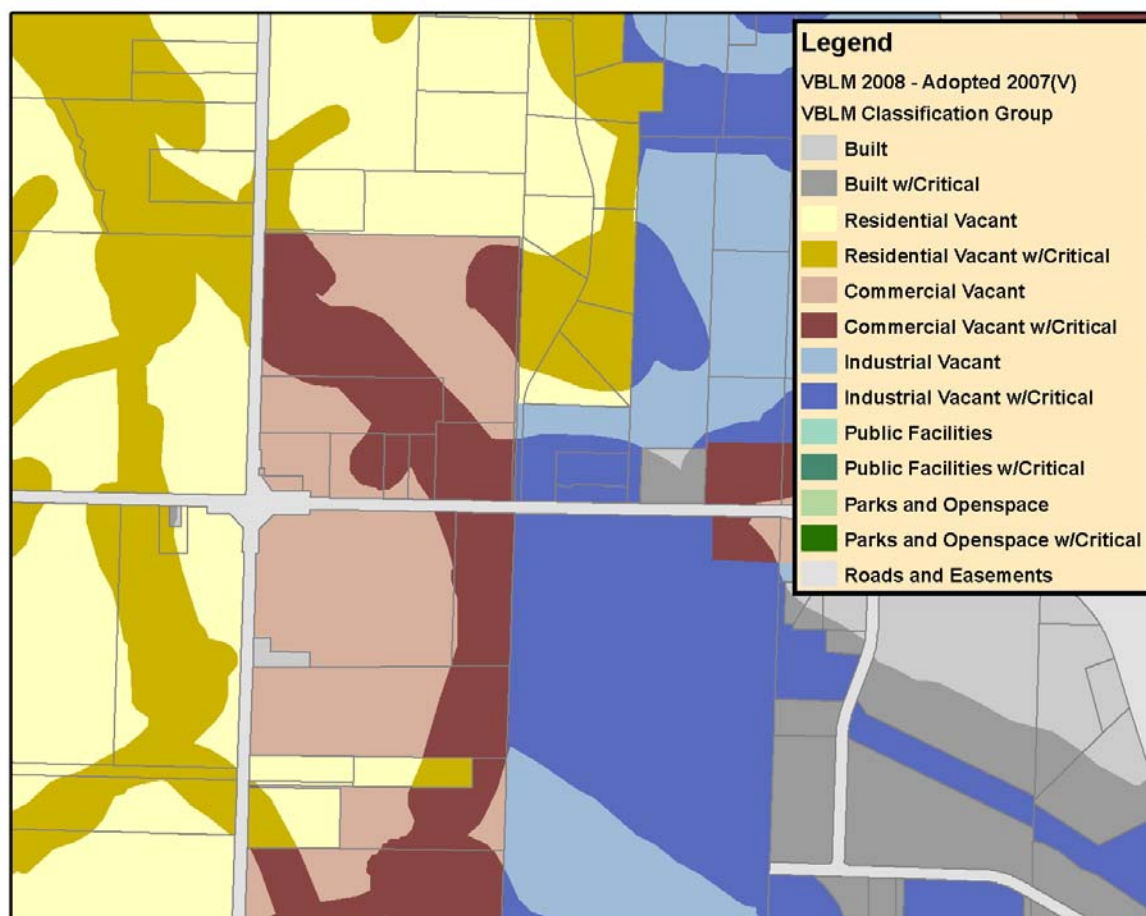 Legend
VBLM 2008 - Adopted 2007(V)
VBLM Classification Group
Built
Built w/Critical
Residential Vacant
Residential Vacant w/Critical
Commercial Vacant
Commercial Vacant w/Critical
Industrial Vacant
Industrial Vacant w/Critical
Public Facilities
Public Facilities w/Critical
Parks and Openspace
Parks and Openspace w/Critical
Roads and Easements